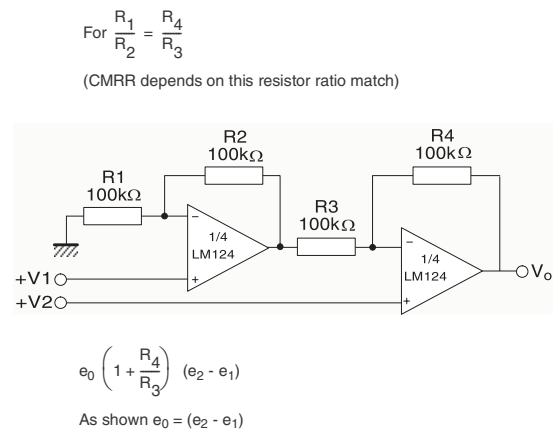 For R1/R2 = R4/R3
(CMRR depends on this resistor ratio match)
R2
100kΩ
R4
100kΩ
R1
100kΩ
R3
100kΩ
−
1/4
LM124
+
−
1/4
LM124
+
+V1
+V2
Vo
e0 (1 + R4/R3) (e2 - e1)
As shown e0 = (e2 - e1)